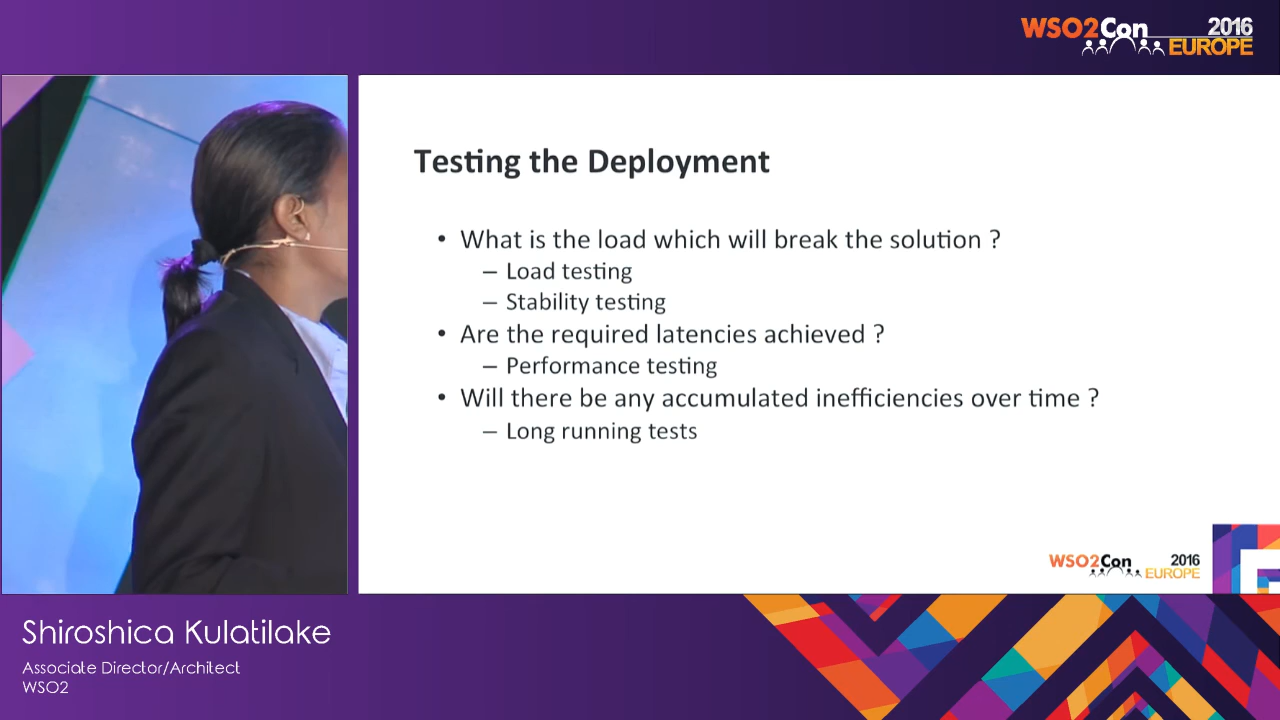 WSO2Con 2016
EUROPE
Testing the Deployment
• What is the load which will break the solution ?
– Load testing
– Stability testing
• Are the required latencies achieved ?
– Performance testing
• Will there be any accumulated inefficiencies over time ?
– Long running tests
WSO2Con 2016
EUROPE
Shiroshica Kulatilake
Associate Director/Architect
WSO2